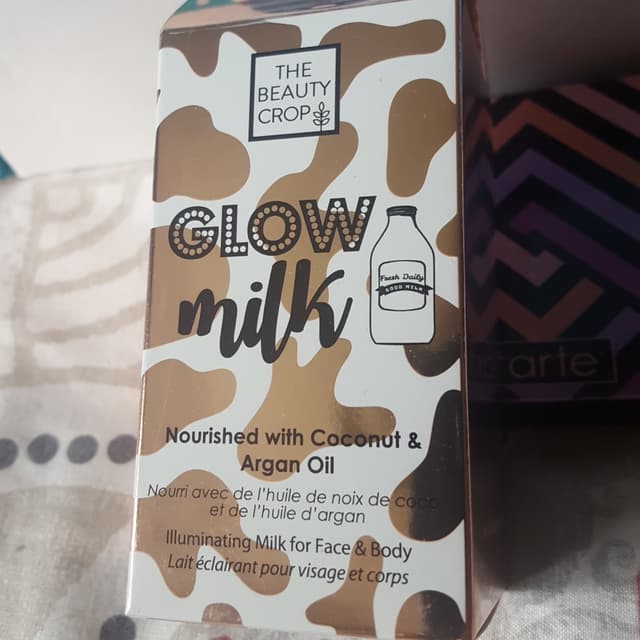 THE
BEAUTY
CROP
GLOW
milk
Fresh Daily
GOOD MILK
tarte
Nourished with Coconut &
Argan Oil
Nourri avec de l'huile de noix de coco
et de l'huile d'argan
Illuminating Milk for Face & Body
Lait éclairant pour visage et corps